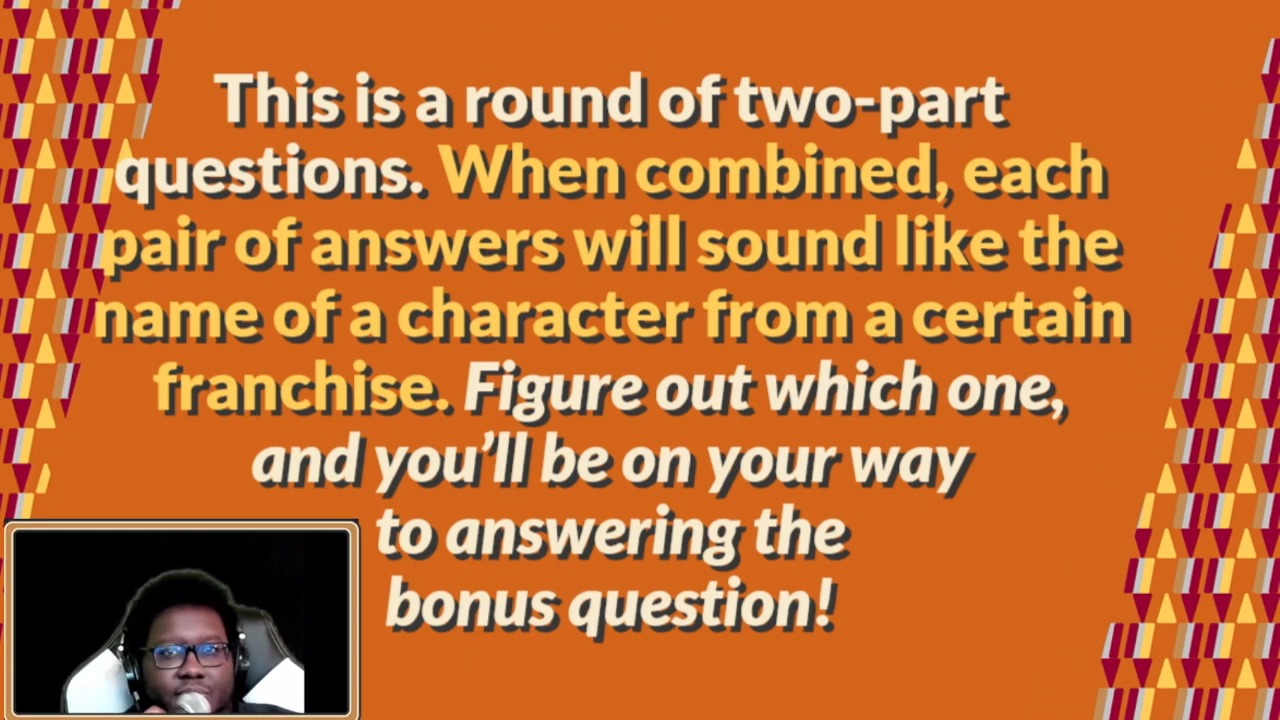 This is a round of two-part
questions. When combined, each
pair of answers will sound like the
name of a character from a certain
franchise. Figure out which one,
and you’ll be on your way
to answering the
bonus question!